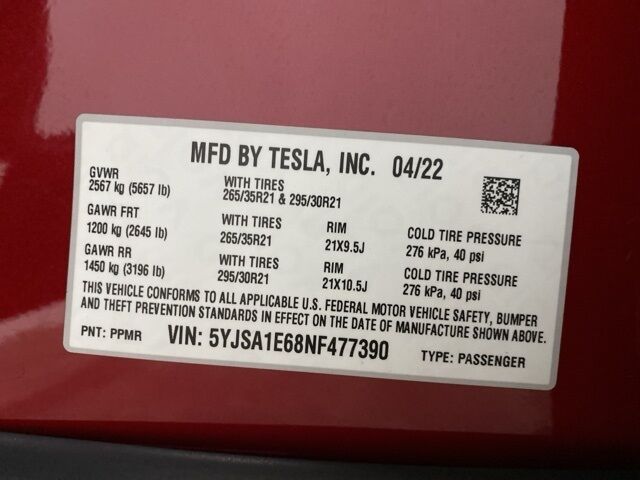 MFD BY TESLA, INC. 04/22
GVWR
2567 kg (5657 lb)
WITH TIRES
265/35R21 & 295/30R21
GAWR FRT
1200 kg (2645 lb)
WITH TIRES
265/35R21
RIM
21X9.5J
COLD TIRE PRESSURE
276 kPa, 40 psi
GAWR RR
1450 kg (3196 lb)
WITH TIRES
295/30R21
RIM
21X10.5J
COLD TIRE PRESSURE
276 kPa, 40 psi
THIS VEHICLE CONFORMS TO ALL APPLICABLE U.S. FEDERAL MOTOR VEHICLE SAFETY, BUMPER
AND THEFT PREVENTION STANDARDS IN EFFECT ON THE DATE OF MANUFACTURE SHOWN ABOVE.
PNT: PPMR VIN: 5YJSA1E68NF477390 TYPE: PASSENGER